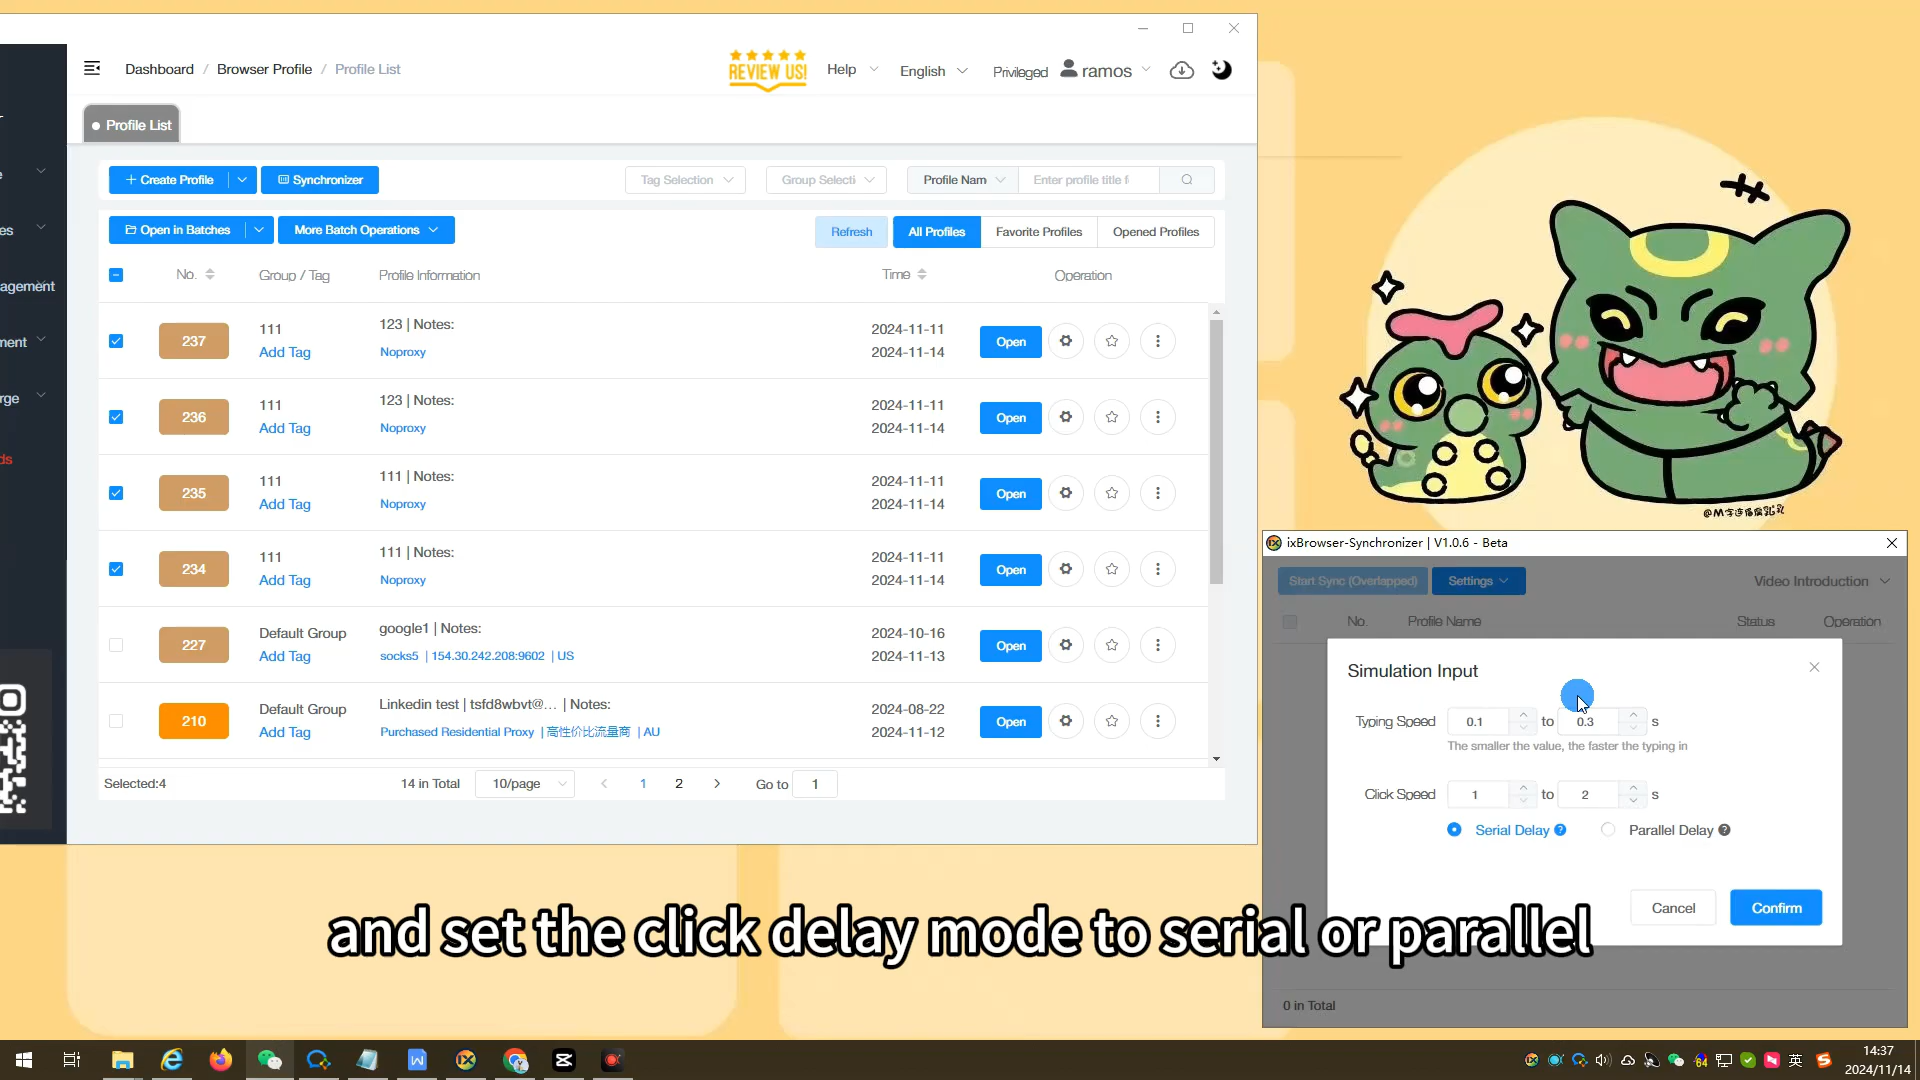 Dashboard / Browser Profile / Profile List
REVIEW US!
Help
English
Privileged
ramos
Profile List
agement
ment
rge
es
e
ds
Create Profile
Synchronizer
Tag Selection
Group Selecti
Profile Nam
Enter profile title f
Open in Batches
More Batch Operations
Refresh
All Profiles
Favorite Profiles
Opened Profiles
No.
Group / Tag
Profile Information
Time
Operation
237
111
Add Tag
123 | Notes:
Noproxy
2024-11-11
2024-11-14
Open
236
111
Add Tag
123 | Notes:
Noproxy
2024-11-11
2024-11-14
Open
235
111
Add Tag
111 | Notes:
Noproxy
2024-11-11
2024-11-14
Open
234
111
Add Tag
111 | Notes:
Noproxy
2024-11-11
2024-11-14
Open
227
Default Group
Add Tag
google1 | Notes:
socks5 | 154.30.242.208:9602 | US
2024-10-16
2024-11-13
Open
210
Default Group
Add Tag
Linkedin test | tsfd8wbvt@... | Notes:
Purchased Residential Proxy | 高性价比流量商 | AU
2024-08-22
2024-11-12
Open
Selected:4
14 in Total
10/page
1
2
Go to
1
ixBrowser-Synchronizer | V1.0.6 - Beta
Start Sync (Overlapped)
Settings
Video Introduction
No.
Profile Name
Status
Operation
Simulation Input
Typing Speed 0.1 to 0.3 s
The smaller the value, the faster the typing in
Click Speed 1 to 2 s
Serial Delay
Parallel Delay
Cancel
Confirm
0 in Total
and set the click delay mode to serial or parallel
64
英
14:37
2024/11/14